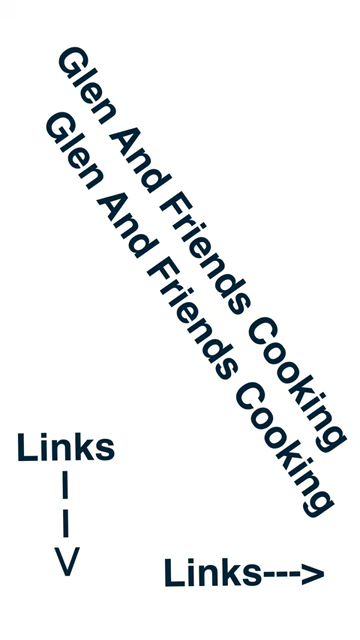 Glen And Friends Cooking
Glen And Friends Cooking
Links
|
|
V
Links--->